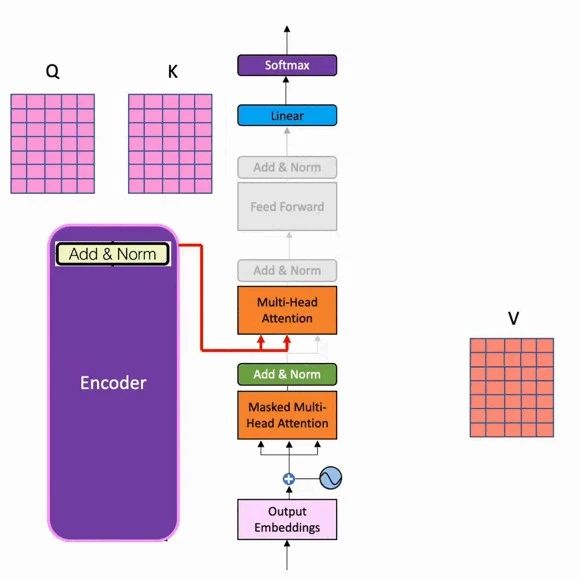 Softmax
Q
K
Linear
Add & Norm
Feed Forward
Add & Norm
Add & Norm
Multi-Head
Attention
V
Encoder
Add & Norm
Masked Multi-
Head Attention
Output
Embeddings